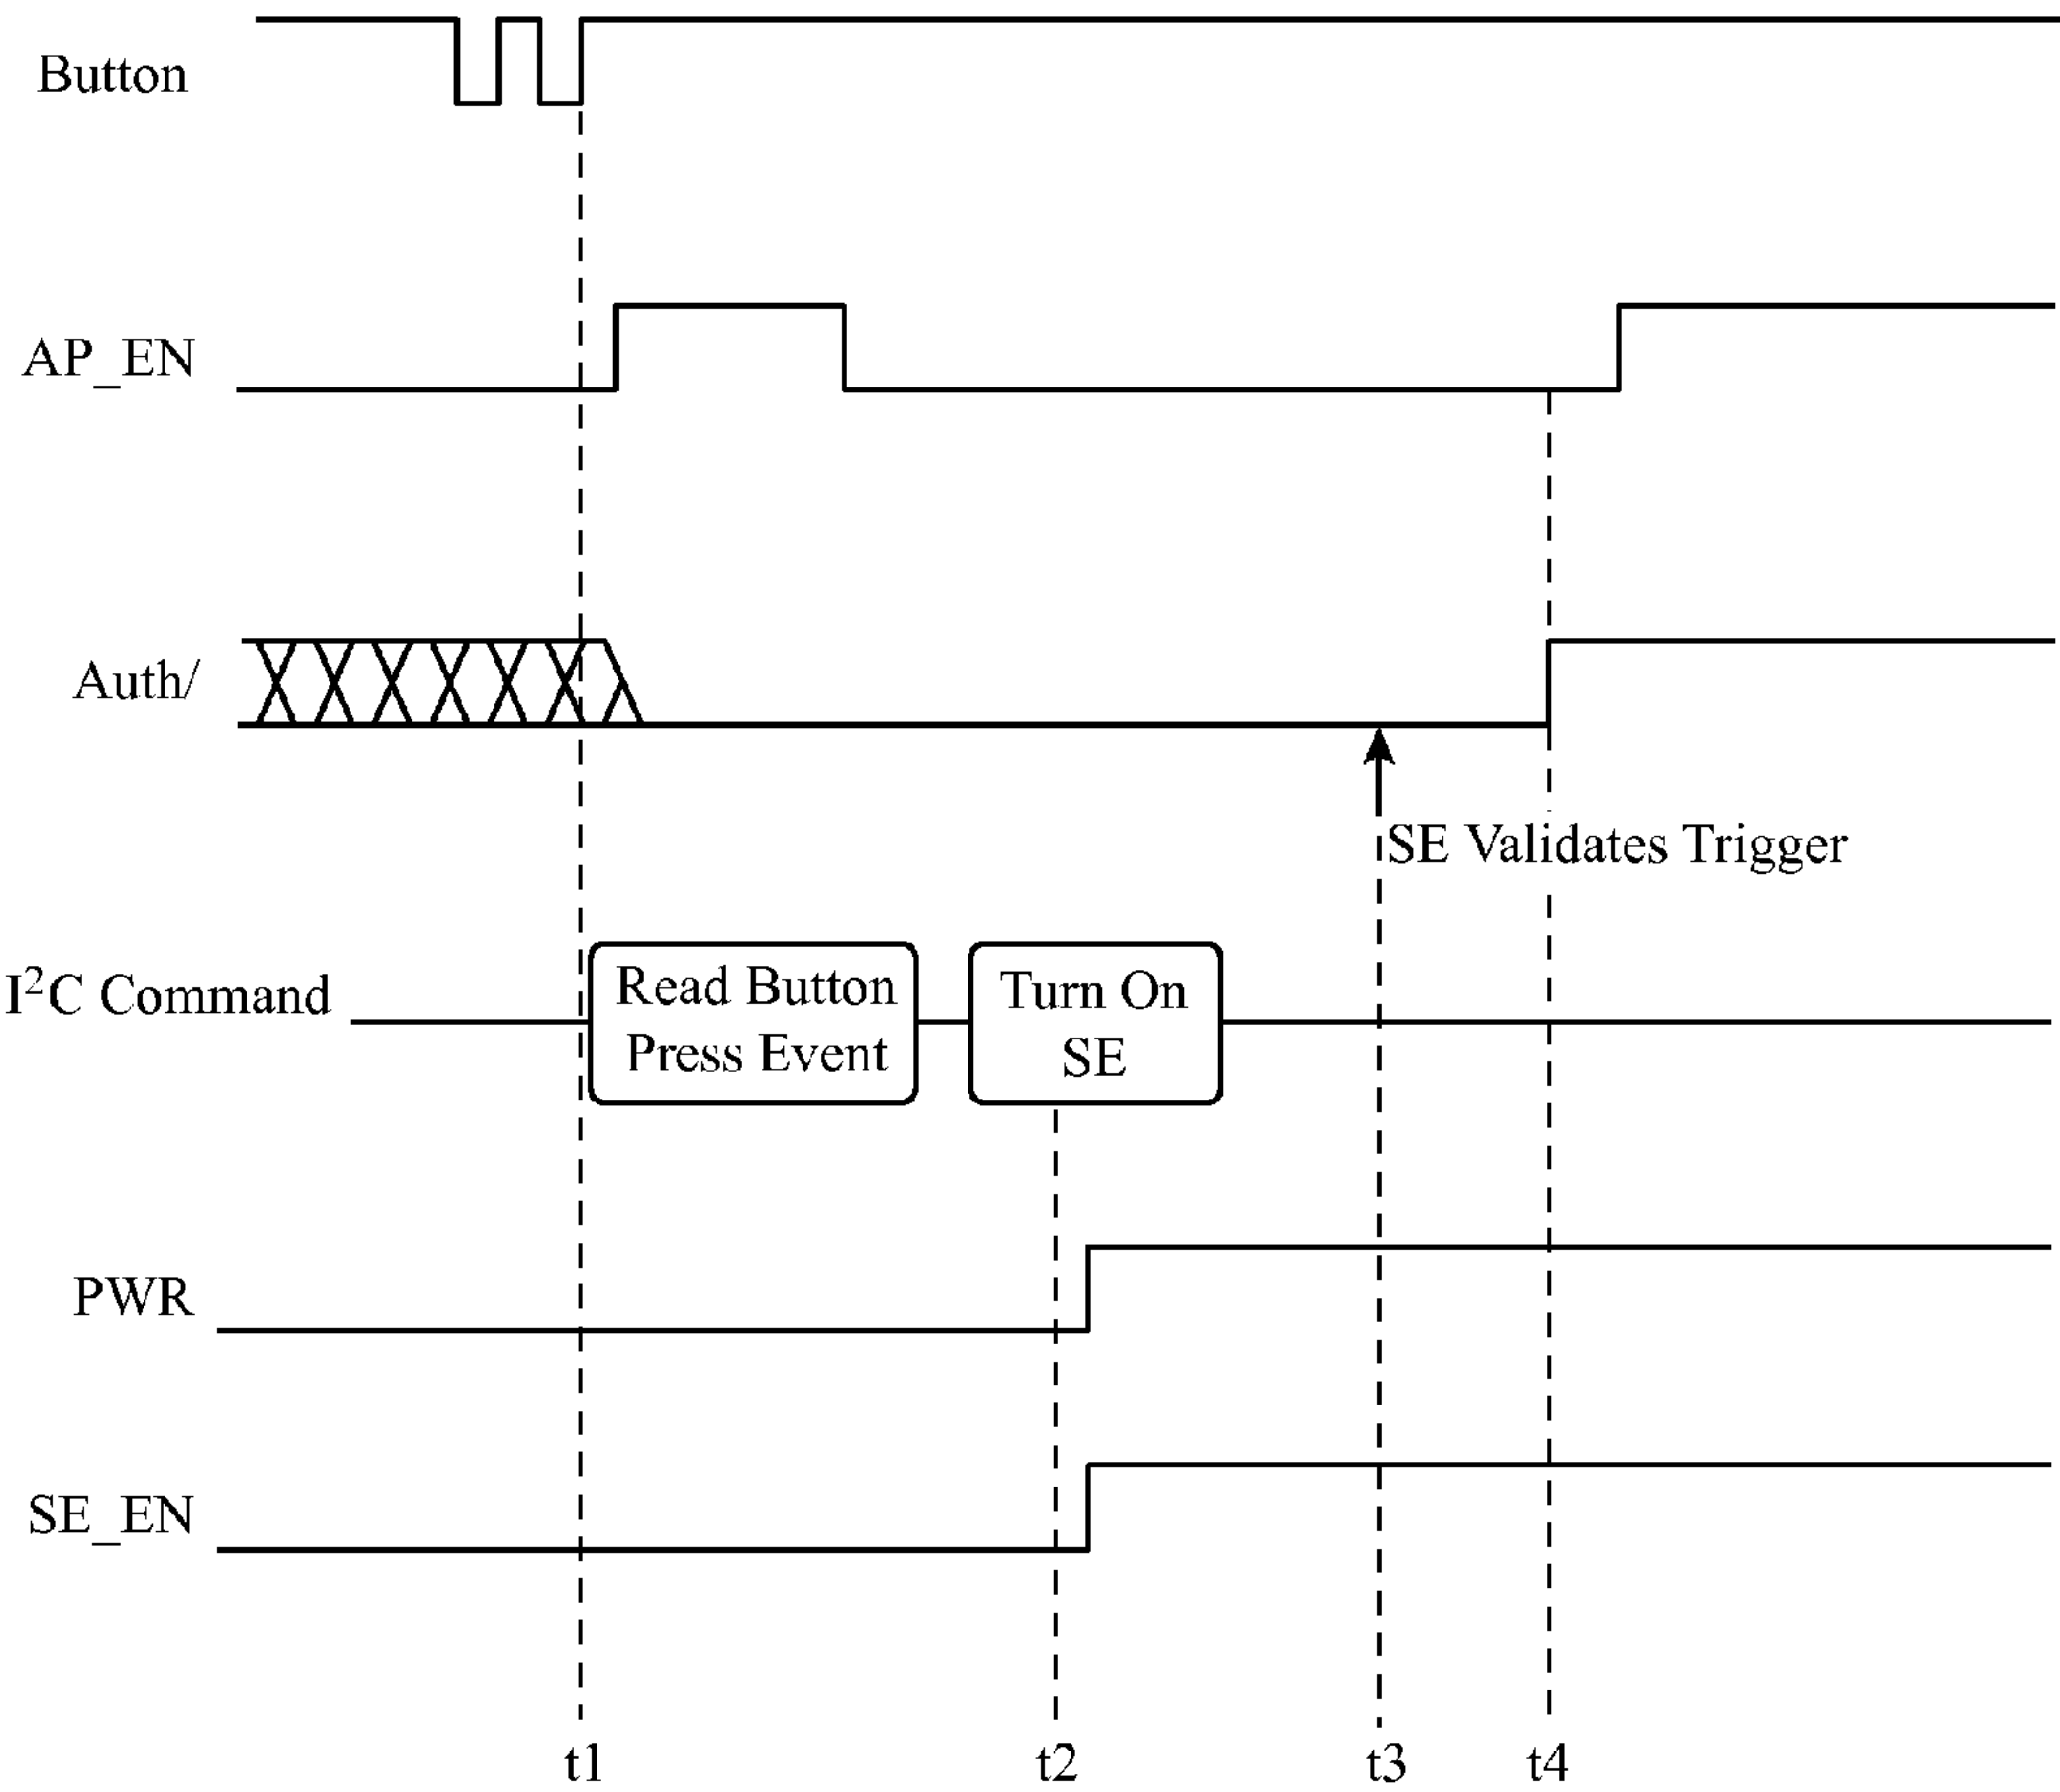 Button
AP_EN
Auth/
SE Validates Trigger
I²C Command
Read Button
Press Event
Turn On
SE
PWR
SE_EN
t1
t2
t3
t4